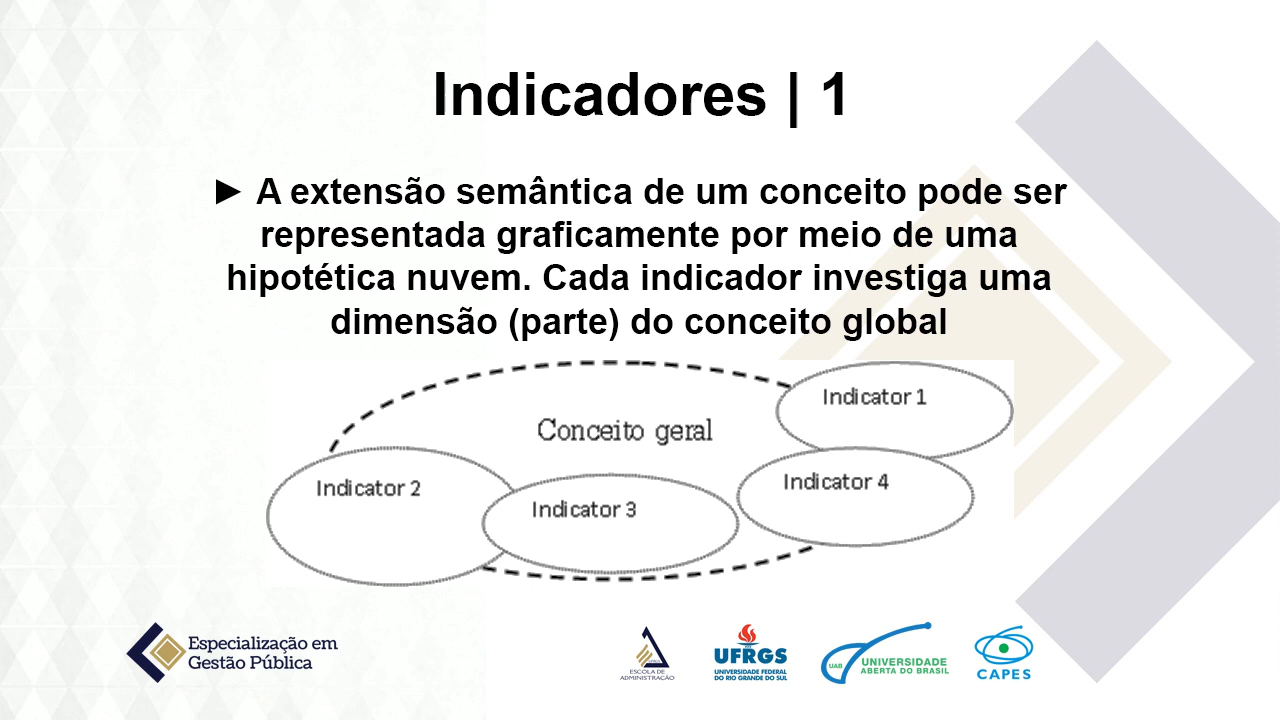 Indicadores | 1
► A extensão semântica de um conceito pode ser
representada graficamente por meio de uma
hipotética nuvem. Cada indicador investiga uma
dimensão (parte) do conceito global
Indicator 1
Conceito geral
Indicator 2
Indicator 3
Indicator 4
Especialização em
Gestão Pública
ESCOLA DE
ADMINISTRAÇÃO
UFRGS
UNIVERSIDADE FEDERAL
DO RIO GRANDE DO SUL
UAB
UNIVERSIDADE
ABERTA DO BRASIL
CAPES